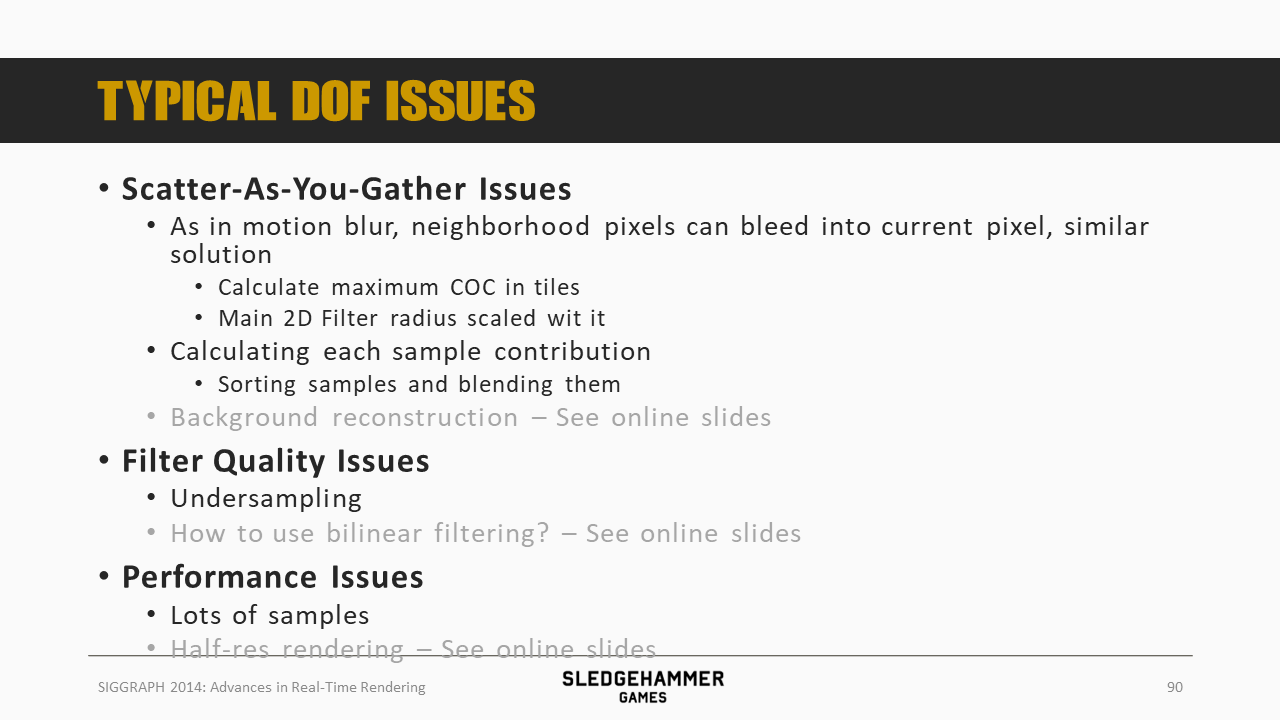 TYPICAL DOF ISSUES
• Scatter-As-You-Gather Issues
• As in motion blur, neighborhood pixels can bleed into current pixel, similar
solution
• Calculate maximum COC in tiles
• Main 2D Filter radius scaled wit it
• Calculating each sample contribution
• Sorting samples and blending them
• Background reconstruction – See online slides
• Filter Quality Issues
• Undersampling
• How to use bilinear filtering? – See online slides
• Performance Issues
• Lots of samples
• Half-res rendering – See online slides
SIGGRAPH 2014: Advances in Real-Time Rendering
SLEDGEHAMMER
GAMES
90